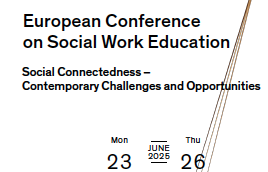 European Conference
on Social Work Education
Social Connectedness –
Contemporary Challenges and Opportunities
Mon
23
JUNE
2025
Thu
26